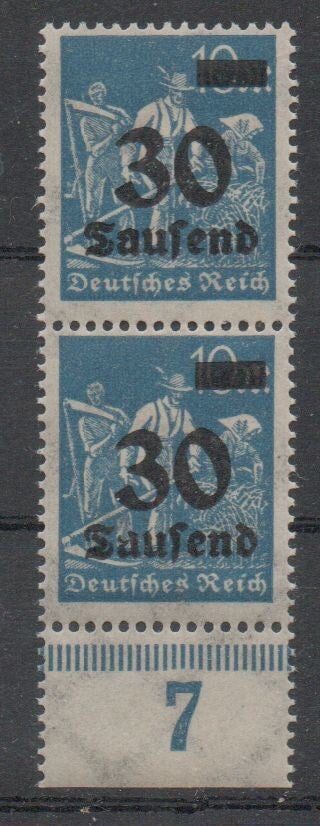 10 M
30
Tausend
Deutsches Reich
10 M
30
Tausend
Deutsches Reich
7